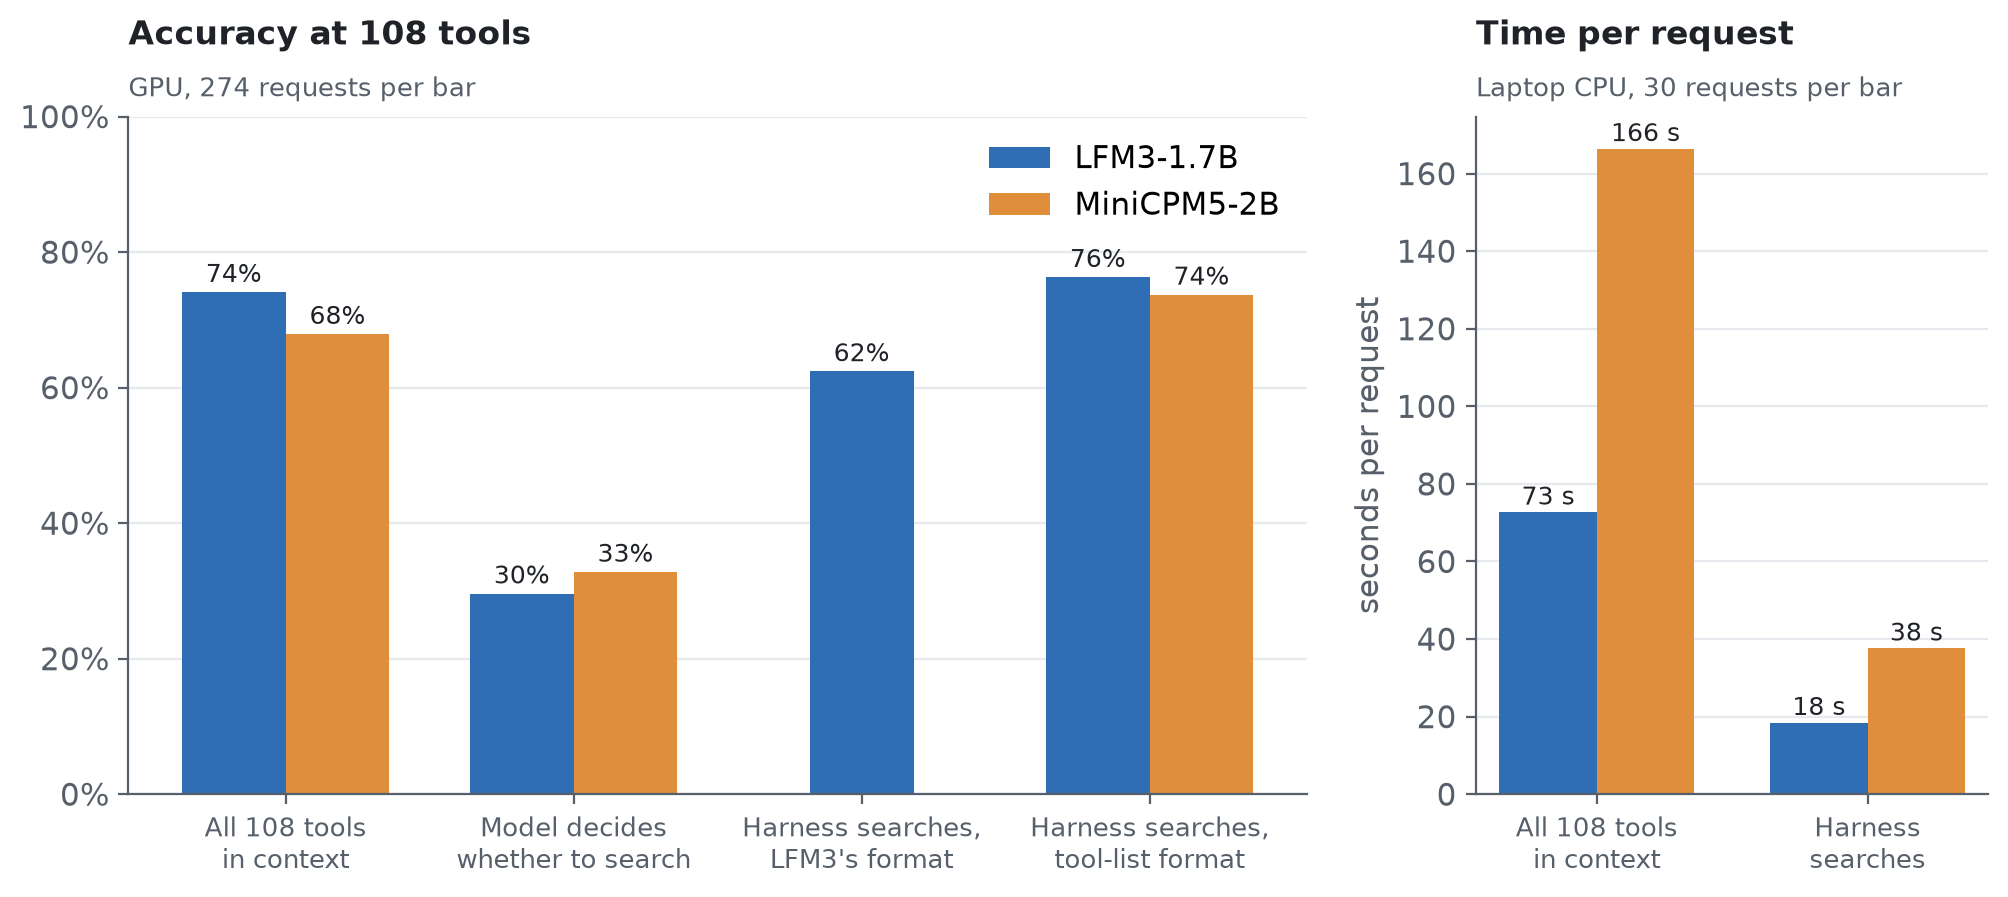 Accuracy at 108 tools
GPU, 274 requests per bar
100%
80%
60%
40%
20%
0%
LFM3-1.7B
MiniCPM5-2B
74%
68%
30%
33%
62%
76%
74%
All 108 tools
in context
Model decides
whether to search
Harness searches,
LFM3's format
Harness searches,
tool-list format
Time per request
Laptop CPU, 30 requests per bar
seconds per request
160
140
120
100
80
60
40
20
0
73 s
166 s
18 s
38 s
All 108 tools
in context
Harness
searches